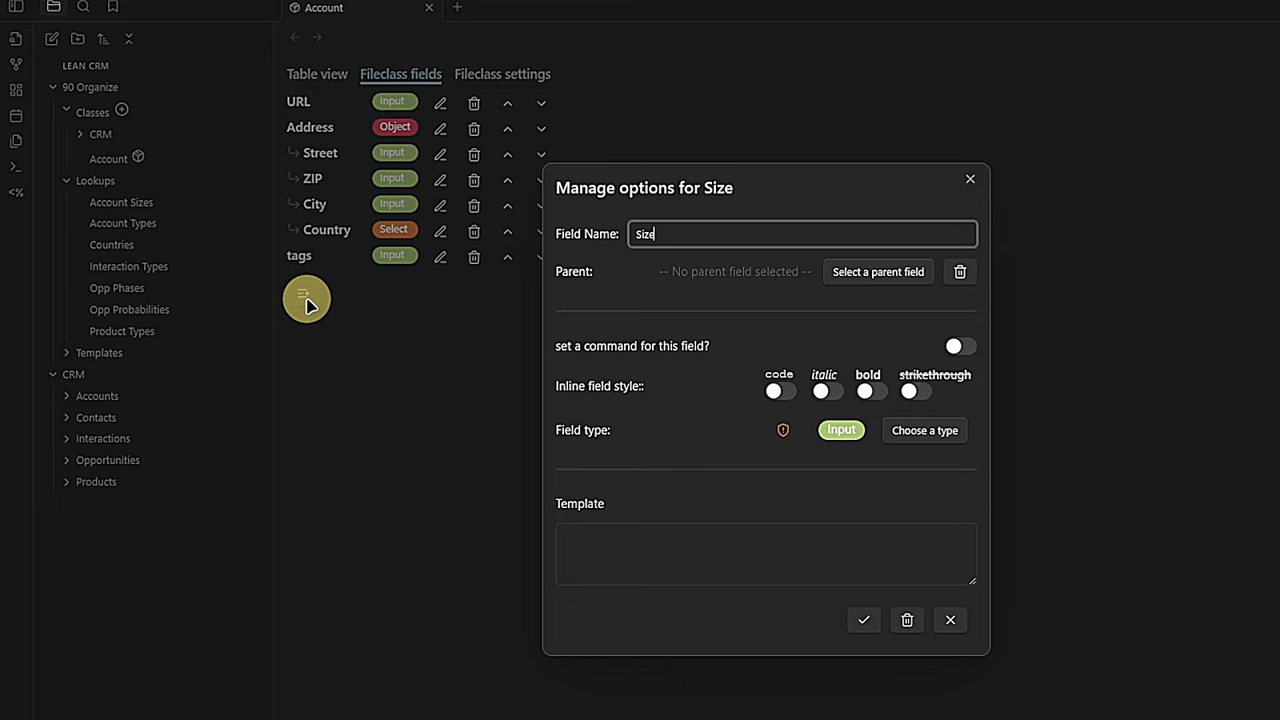 Account
LEAN CRM
90 Organize
Classes
CRM
Account
Lookups
Account Sizes
Account Types
Countries
Interaction Types
Opp Phases
Opp Probabilities
Product Types
Templates
CRM
Accounts
Contacts
Interactions
Opportunities
Products
Table view Fileclass fields Fileclass settings
URL Input
Address Object
Street Input
ZIP Input
City Input
Country Select
tags Input
Manage options for Size
Field Name: Size
Parent: -- No parent field selected -- Select a parent field
set a command for this field?
code italic bold strikethrough
Inline field style::
Field type: Input Choose a type
Template